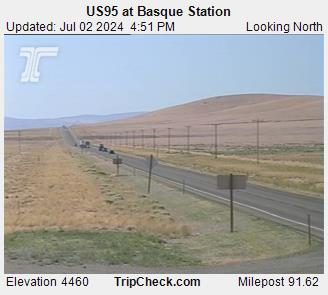 US95 at Basque Station
Updated: Jul 02 2024 4:51 PM Looking North
Elevation 4460 TripCheck.com Milepost 91.62